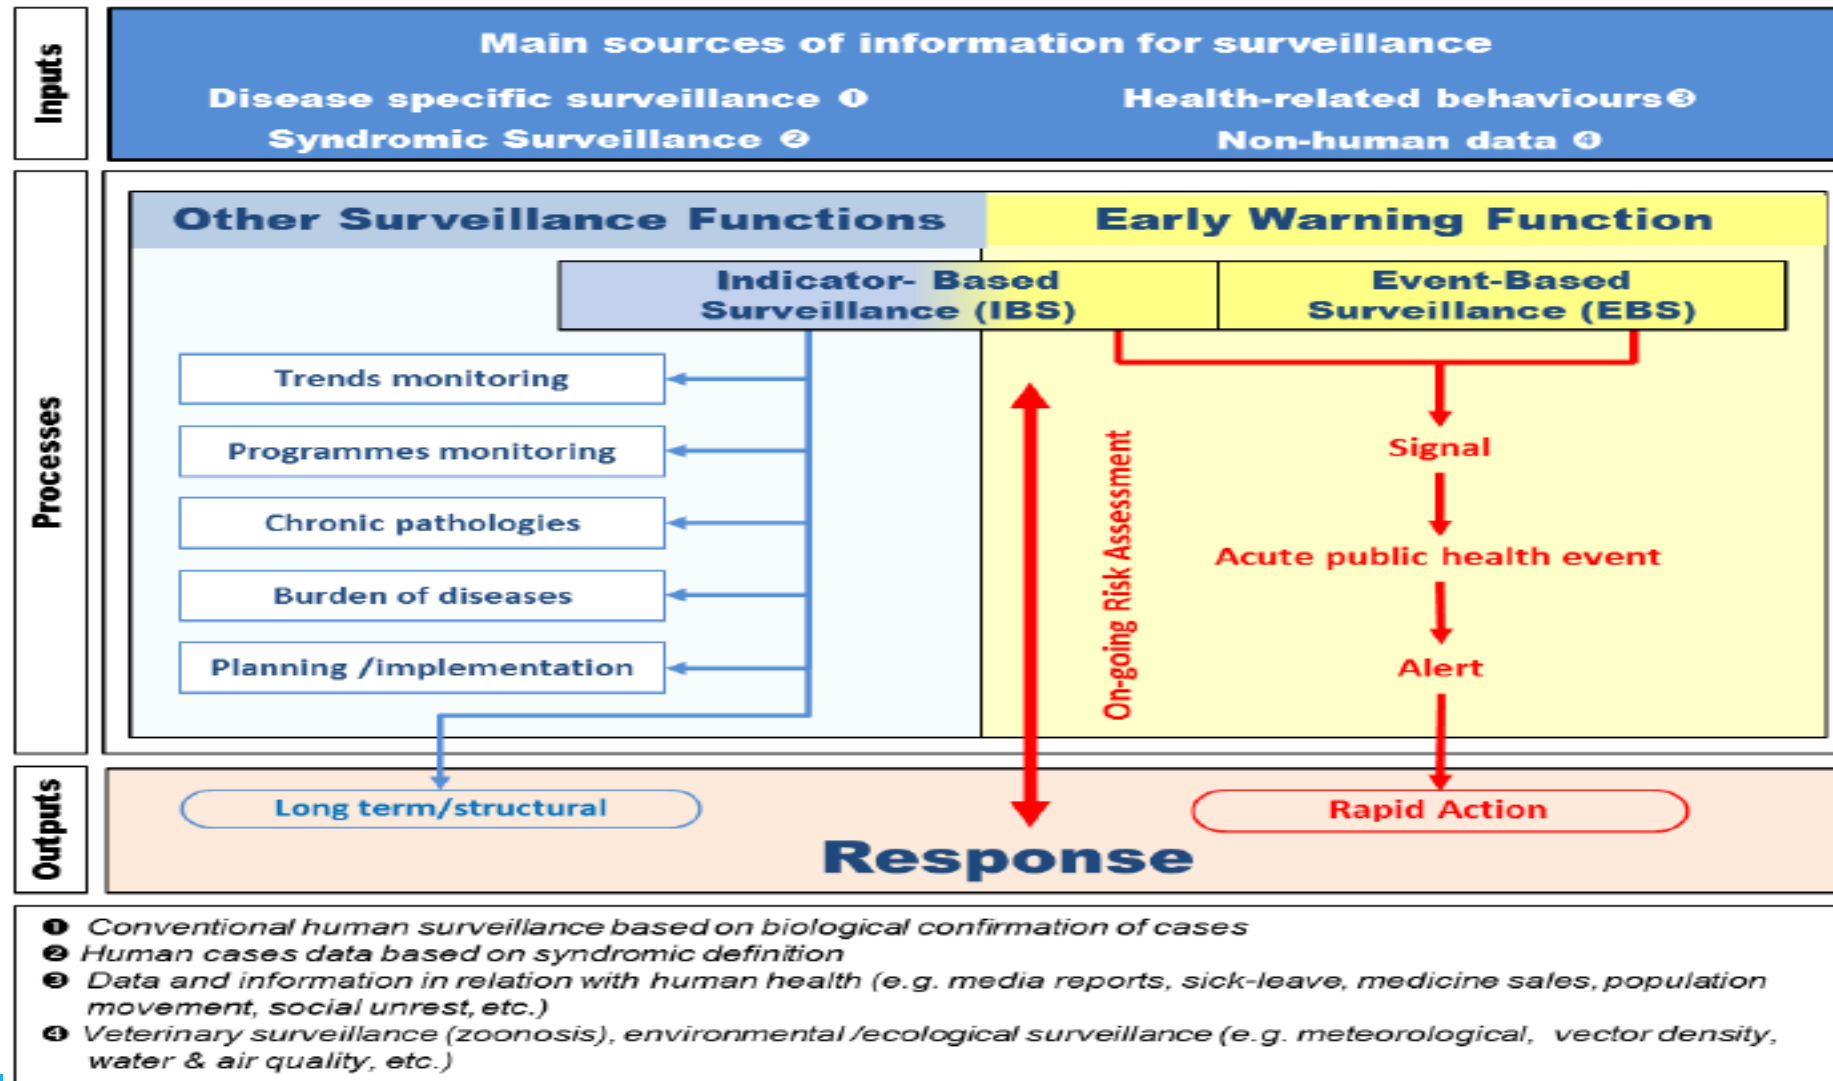 Inputs
Main sources of information for surveillance
Disease specific surveillance ❶
Health-related behaviours❸
Syndromic Surveillance ❷
Non-human data ❹
Processes
Other Surveillance Functions
Early Warning Function
Indicator- Based
Surveillance (IBS)
Event-Based
Surveillance (EBS)
Trends monitoring
Programmes monitoring
Chronic pathologies
Burden of diseases
Planning /implementation
On-going Risk Assessment
Signal
Acute public health event
Alert
Outputs
Long term/structural
Rapid Action
Response
❶ Conventional human surveillance based on biological confirmation of cases
❷ Human cases data based on syndromic definition
❸ Data and information in relation with human health (e.g. media reports, sick-leave, medicine sales, population
movement, social unrest, etc.)
❹ Veterinary surveillance (zoonosis), environmental /ecological surveillance (e.g. meteorological, vector density,
water & air quality, etc.)